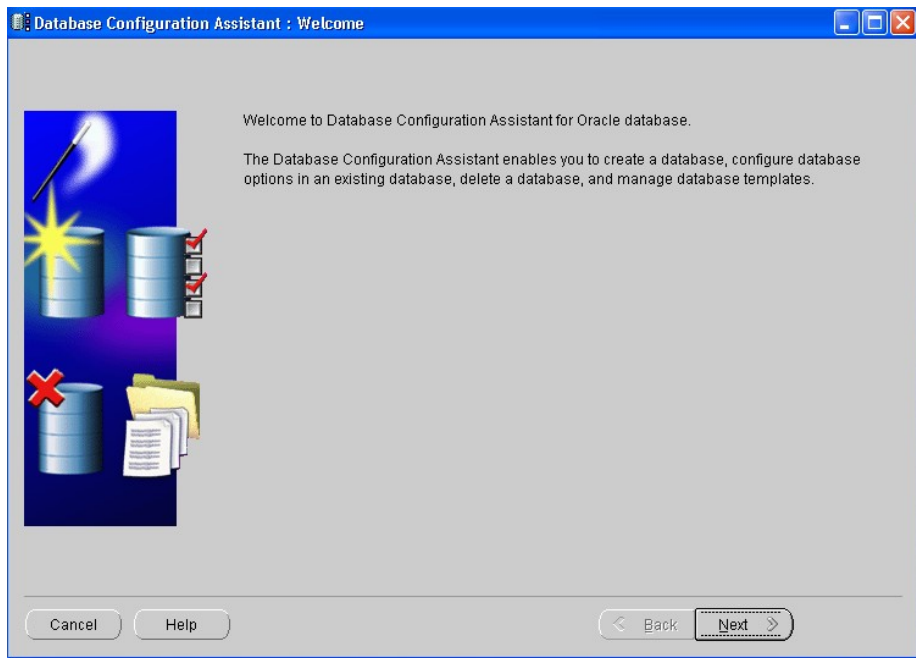 Database Configuration Assistant : Welcome
Welcome to Database Configuration Assistant for Oracle database.
The Database Configuration Assistant enables you to create a database, configure database
options in an existing database, delete a database, and manage database templates.
Cancel
Help
Back
Next